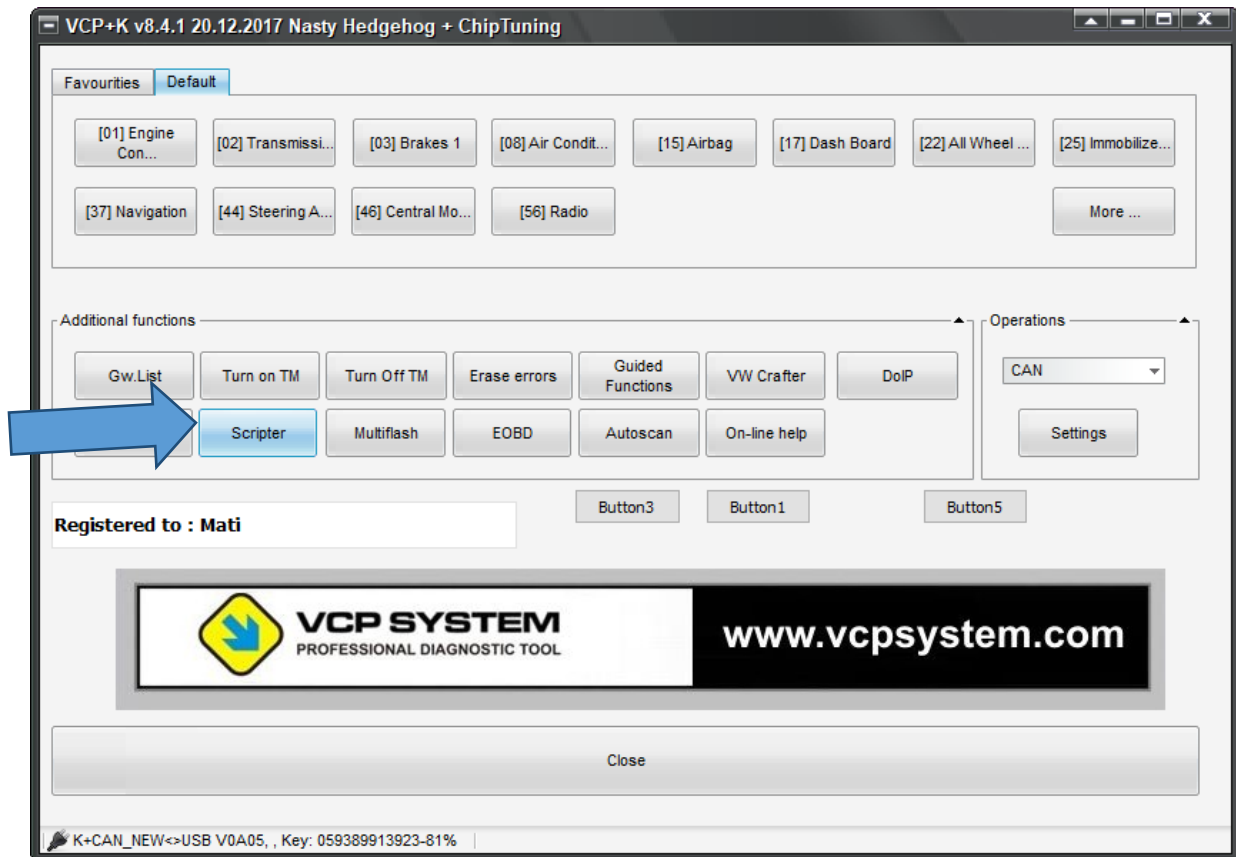 VCP+K v8.4.1 20.12.2017 Nasty Hedgehog + ChipTuning
Favourities Default
[01] Engine Con... [02] Transmissi... [03] Brakes 1 [08] Air Condit... [15] Airbag [17] Dash Board [22] All Wheel ... [25] Immobilize...
[37] Navigation [44] Steering A... [46] Central Mo... [56] Radio More ...
Additional functions Operations
Gw.List Turn on TM Turn Off TM Erase errors Guided Functions VW Crafter DoIP CAN
Scripter Multiflash EOBD Autoscan On-line help Settings
Button3 Button1 Button5
Registered to : Mati
VCP SYSTEM
PROFESSIONAL DIAGNOSTIC TOOL
www.vcpsystem.com
Close
K+CAN_NEW<>USB V0A05, , Key: 059389913923-81%